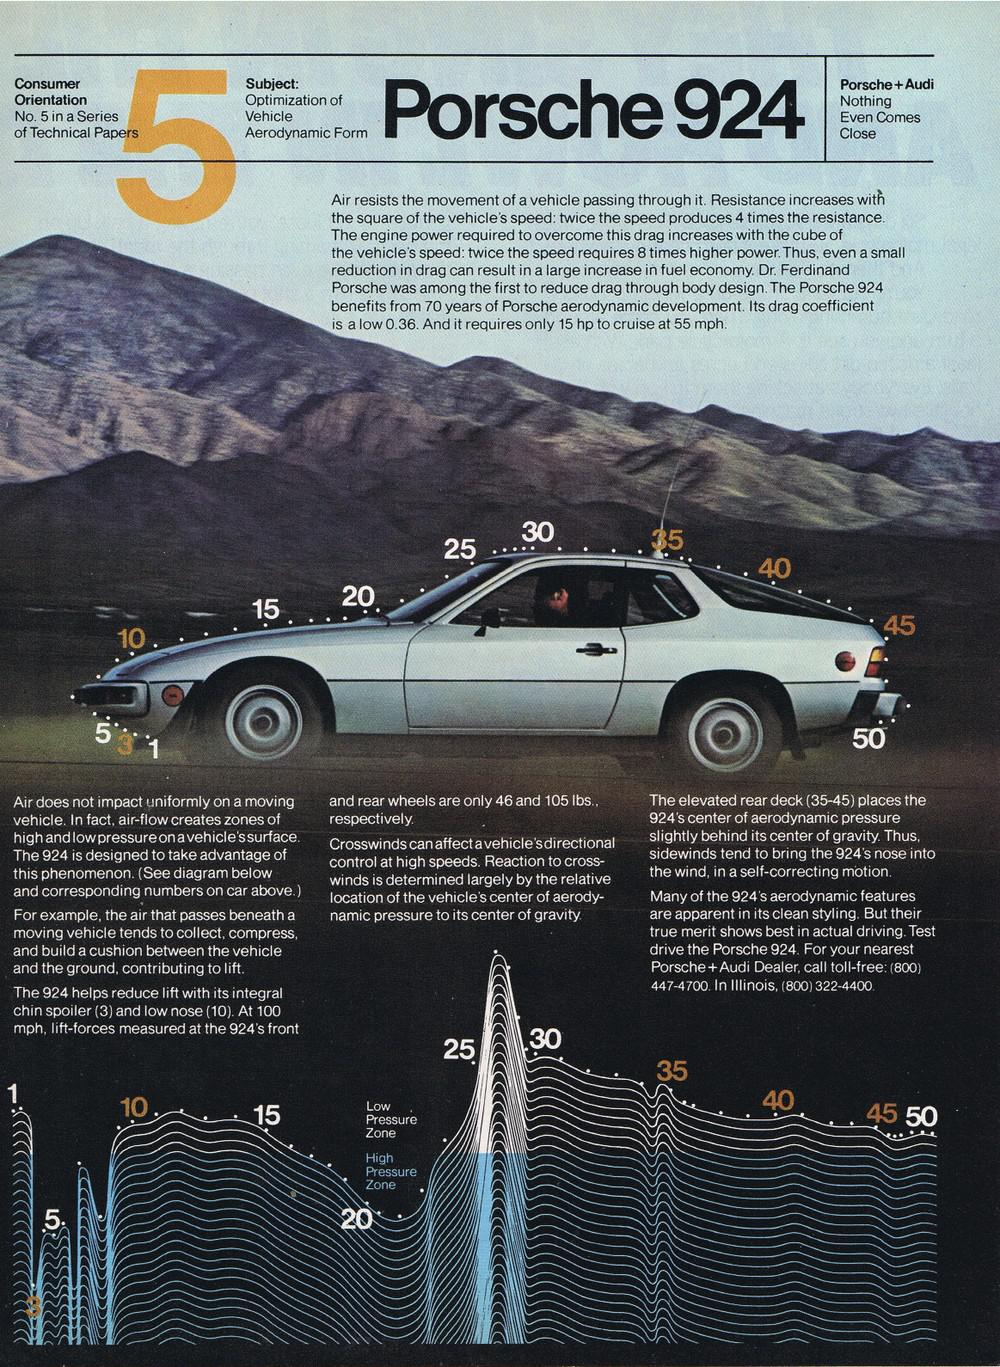 Consumer
Orientation
No. 5 in a Series
of Technical Papers
5
Subject:
Optimization of
Vehicle
Aerodynamic Form
Porsche 924
Porsche+Audi
Nothing
Even Comes
Close
Air resists the movement of a vehicle passing through it. Resistance increases with
the square of the vehicle's speed: twice the speed produces 4 times the resistance.
The engine power required to overcome this drag increases with the cube of
the vehicle's speed: twice the speed requires 8 times higher power. Thus, even a small
reduction in drag can result in a large increase in fuel economy. Dr. Ferdinand
Porsche was among the first to reduce drag through body design. The Porsche 924
benefits from 70 years of Porsche aerodynamic development. Its drag coefficient
is a low 0.36. And it requires only 15 hp to cruise at 55 mph.
30
25
35
40
20
15
10
45
5
3
1
50
Air does not impact uniformly on a moving
vehicle. In fact, air-flow creates zones of
high and low pressure on a vehicle's surface.
The 924 is designed to take advantage of
this phenomenon. (See diagram below
and corresponding numbers on car above.)
For example, the air that passes beneath a
moving vehicle tends to collect, compress,
and build a cushion between the vehicle
and the ground, contributing to lift.
The 924 helps reduce lift with its integral
chin spoiler (3) and low nose (10). At 100
mph, lift-forces measured at the 924's front
and rear wheels are only 46 and 105 lbs.,
respectively.
Crosswinds can affect a vehicle's directional
control at high speeds. Reaction to cross-
winds is determined largely by the relative
location of the vehicle's center of aerody-
namic pressure to its center of gravity.
The elevated rear deck (35-45) places the
924's center of aerodynamic pressure
slightly behind its center of gravity. Thus,
sidewinds tend to bring the 924's nose into
the wind, in a self-correcting motion.
Many of the 924's aerodynamic features
are apparent in its clean styling. But their
true merit shows best in actual driving. Test
drive the Porsche 924. For your nearest
Porsche+Audi Dealer, call toll-free: (800)
447-4700. In Illinois, (800) 322-4400.
1
3
5
10
15
20
Low
Pressure
Zone
High
Pressure
Zone
25
30
35
40
45
50